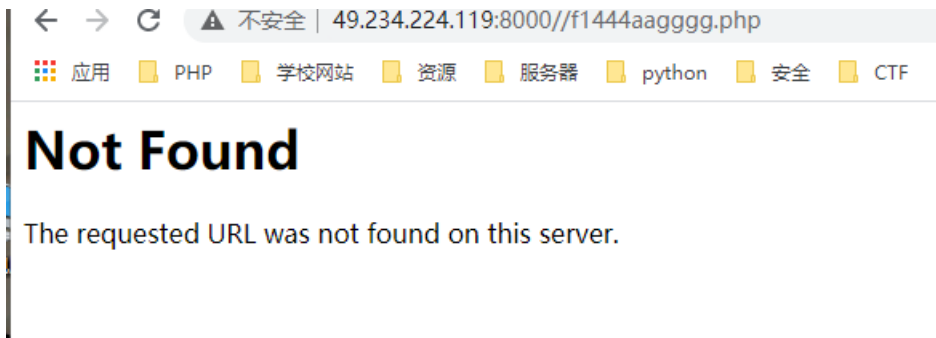 不安全 | 49.234.224.119:8000//f1444aagggg.php
应用 PHP 学校网站 资源 服务器 python 安全 CTF
Not Found
The requested URL was not found on this server.